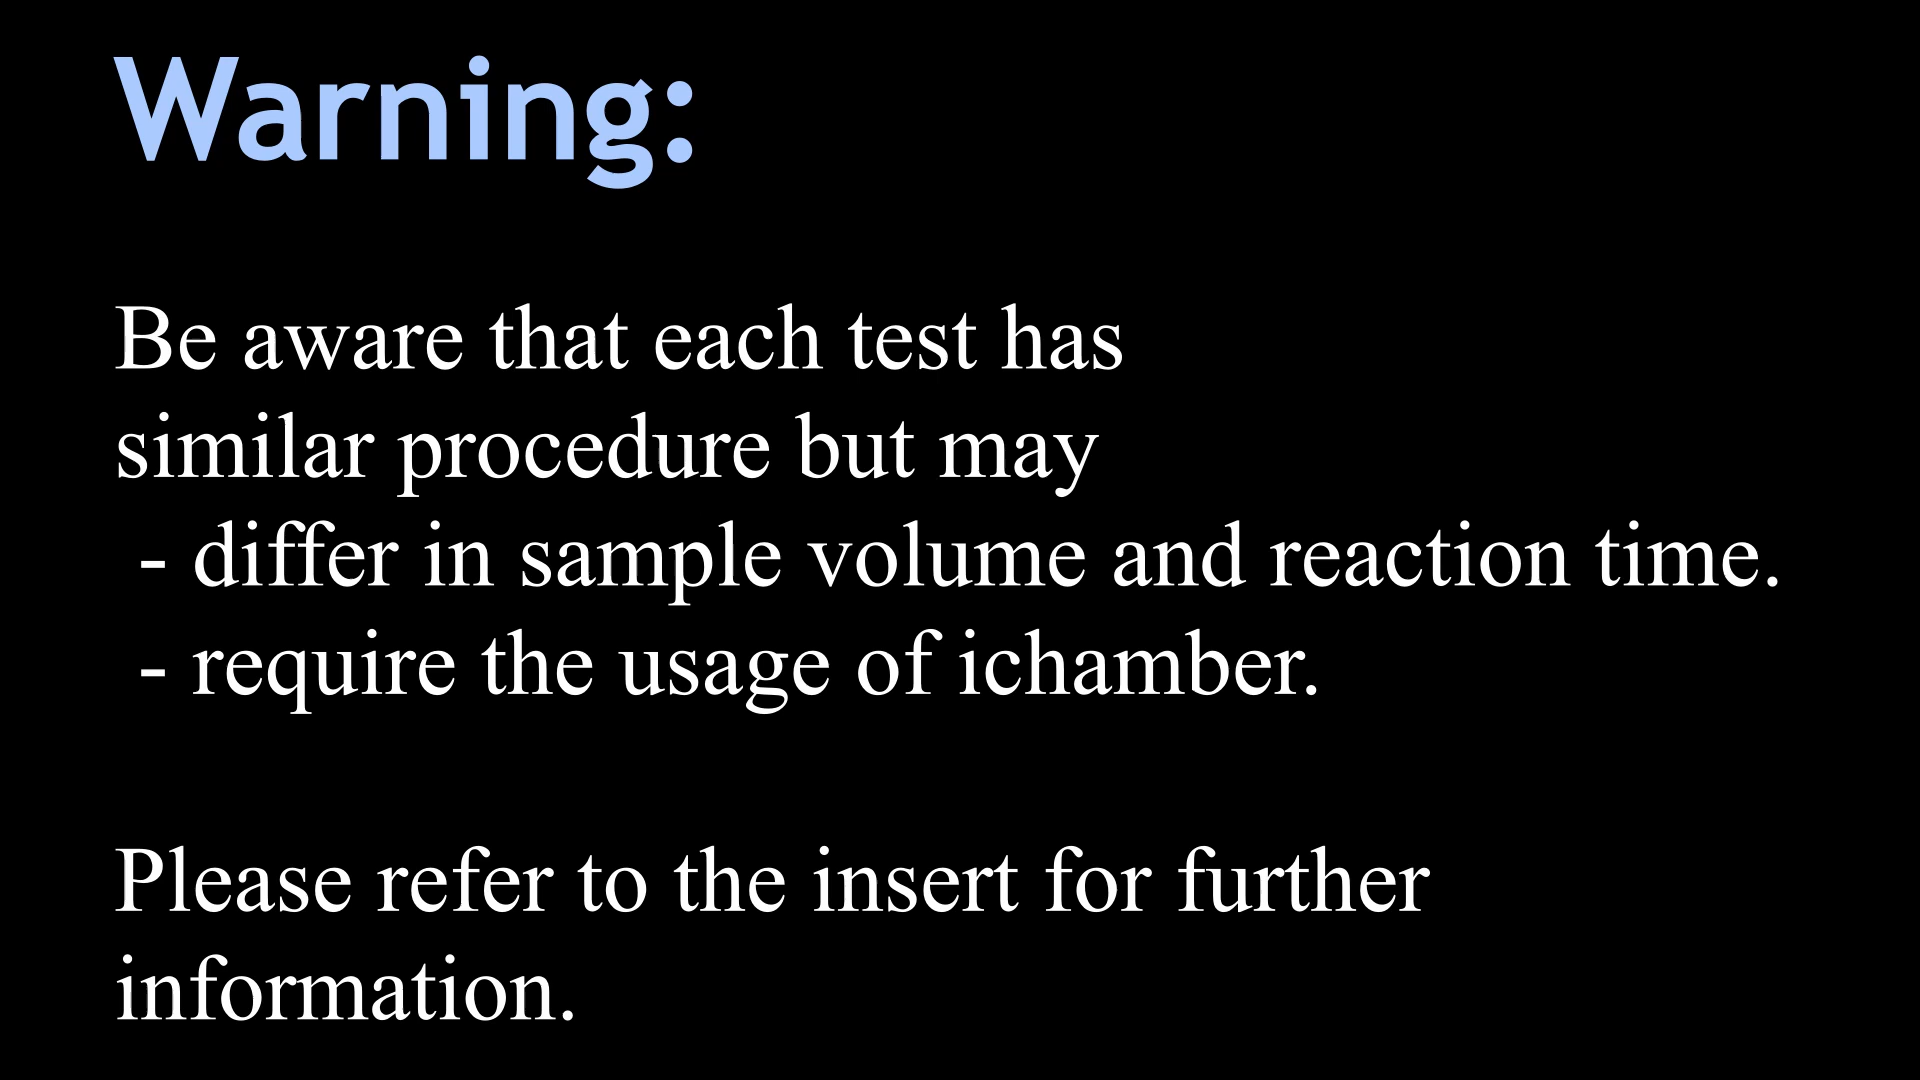 Warning:
Be aware that each test has
similar procedure but may
- differ in sample volume and reaction time.
- require the usage of ichamber.
Please refer to the insert for further
information.